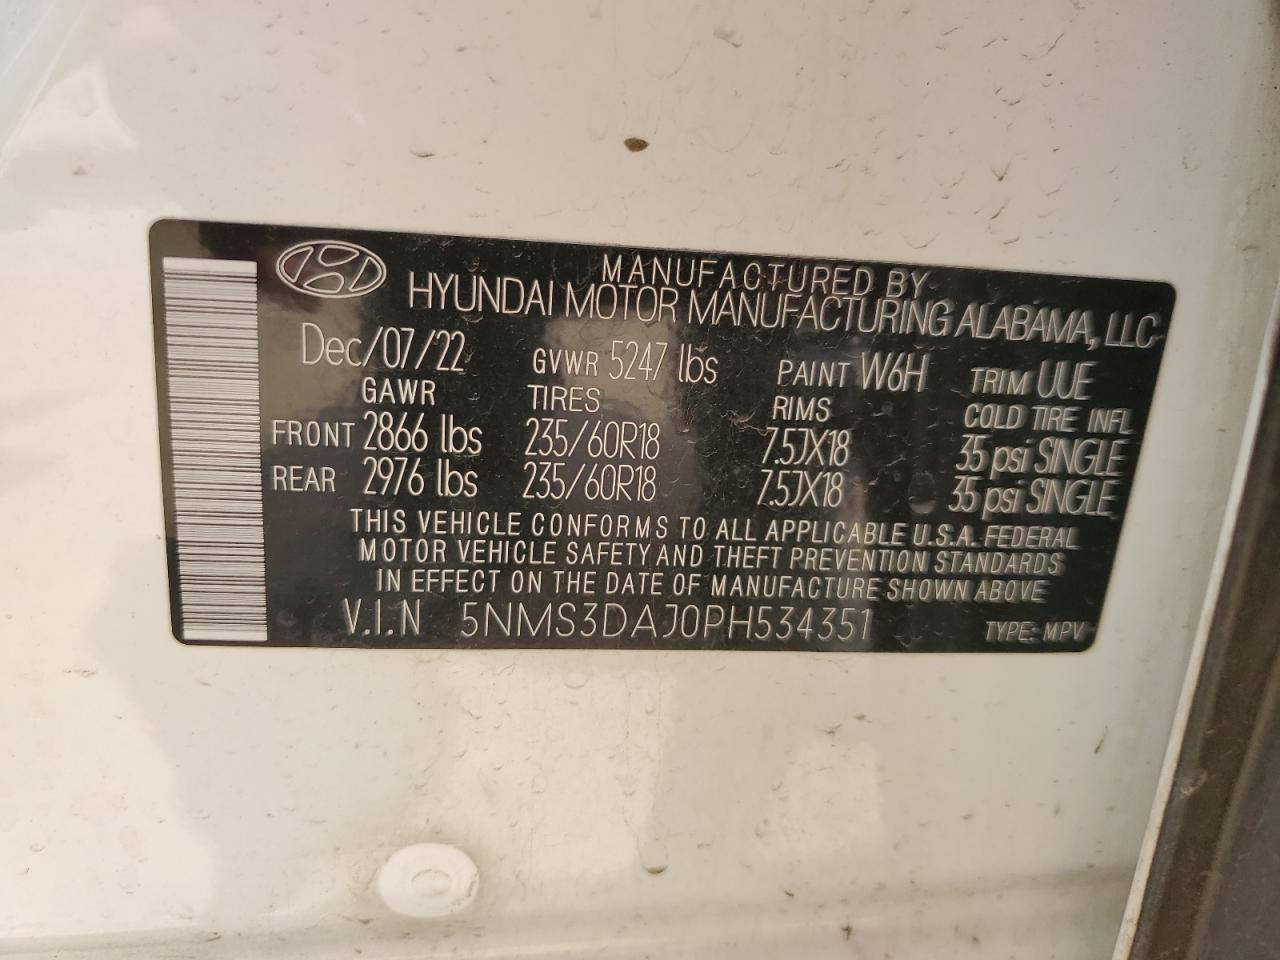 MANUFACTURED BY
HYUNDAI MOTOR MANUFACTURING ALABAMA, LLC
Dec/07/22 GVWR 5247 lbs PAINT W6H TRIM UUE
GAWR TIRES RIMS COLD TIRE INFL
FRONT 2866 lbs 235/60R18 7.5JX18 35 psi SINGLE
REAR 2976 lbs 235/60R18 7.5JX18 35 psi SINGLE
THIS VEHICLE CONFORMS TO ALL APPLICABLE U.S.A. FEDERAL
MOTOR VEHICLE SAFETY AND THEFT PREVENTION STANDARDS
IN EFFECT ON THE DATE OF MANUFACTURE SHOWN ABOVE
V.I.N 5NMS3DAJ0PH534351 TYPE: MPV